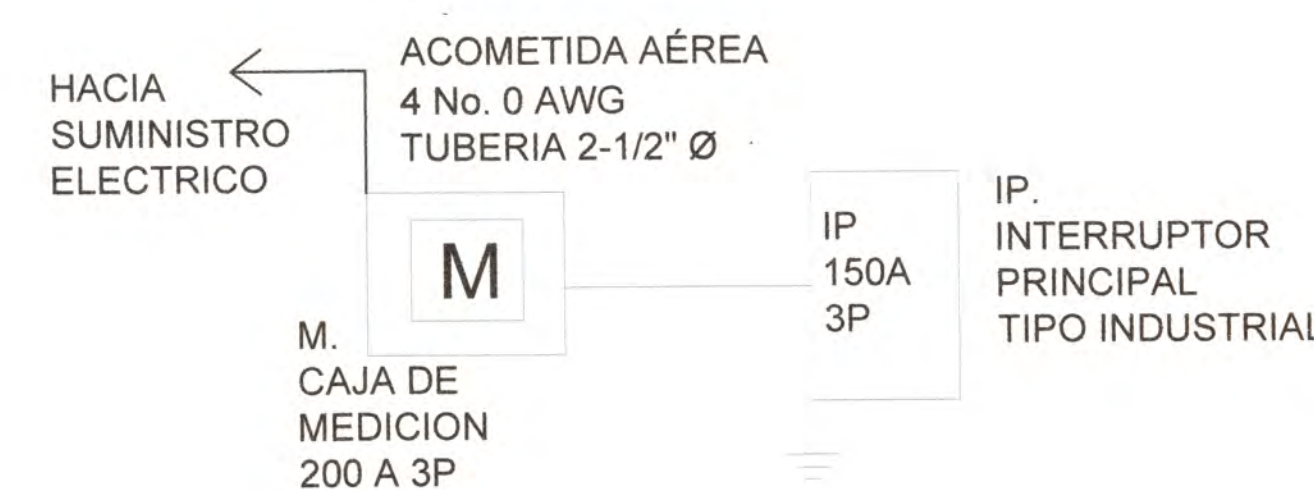 HACIA
SUMINISTRO
ELECTRICO
ACOMETIDA AÉREA
4 No. 0 AWG
TUBERIA 2-1/2" Ø
M
M.
CAJA DE
MEDICION
200 A 3P
IP
150A
3P
IP.
INTERRUPTOR
PRINCIPAL
TIPO INDUSTRIAL